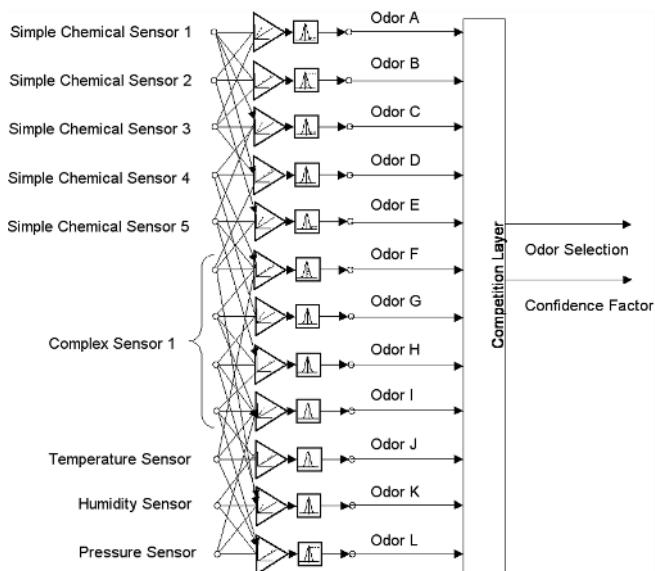 Simple Chemical Sensor 1
Odor A
Simple Chemical Sensor 2
Odor B
Simple Chemical Sensor 3
Odor C
Simple Chemical Sensor 4
Odor D
Simple Chemical Sensor 5
Odor E
Odor F
Odor G
Complex Sensor 1
Odor H
Odor I
Temperature Sensor
Odor J
Humidity Sensor
Odor K
Pressure Sensor
Odor L
Competition Layer
Odor Selection
Confidence Factor